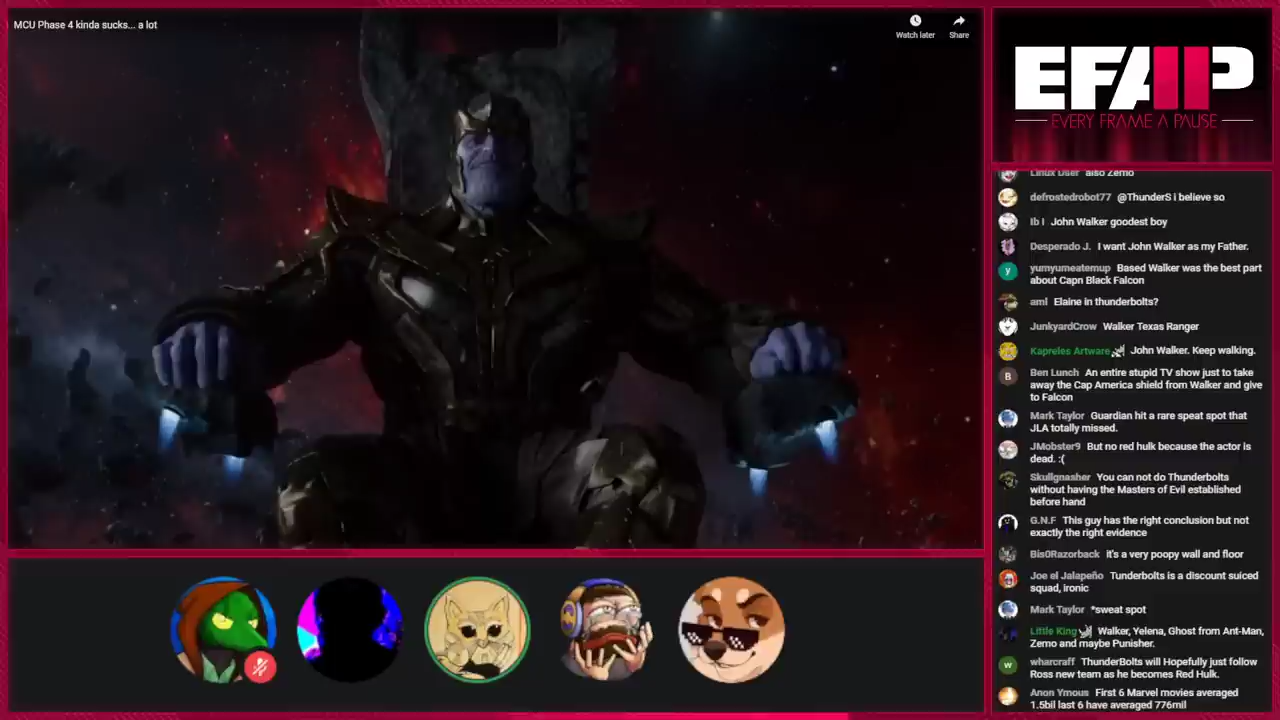 MCU Phase 4 kinda sucks... a lot
Watch later
Share
EFAP
EVERY FRAME A PAUSE
Linux User also Zemo
defrostedrobot77 @ThunderS i believe so
Ib I John Walker goodest boy
Desperado J. I want John Walker as my Father.
y
yumyumeatemup Based Walker was the best part
about Capn Black Falcon
aml Elaine in thunderbolts?
JunkyardCrow Walker Texas Ranger
Kapreles Artware John Walker. Keep walking.
B
Ben Lunch An entire stupid TV show just to take
away the Cap America shield from Walker and give
to Falcon
Mark Taylor Guardian hit a rare speat spot that
JLA totally missed.
JMobster9 But no red hulk because the actor is
dead. :(
Skullgnasher You can not do Thunderbolts
without having the Masters of Evil established
before hand
G.N.F This guy has the right conclusion but not
exactly the right evidence
Bis0Razorback it's a very poopy wall and floor
Joe el Jalapeño Tunderbolts is a discount suiced
squad, ironic
Mark Taylor *sweat spot
Little King Walker, Yelena, Ghost from Ant-Man,
Zemo and maybe Punisher.
w
wharcraff ThunderBolts will Hopefully just follow
Ross new team as he becomes Red Hulk.
Anon Ymous First 6 Marvel movies averaged
1.5bil last 6 have averaged 776mil